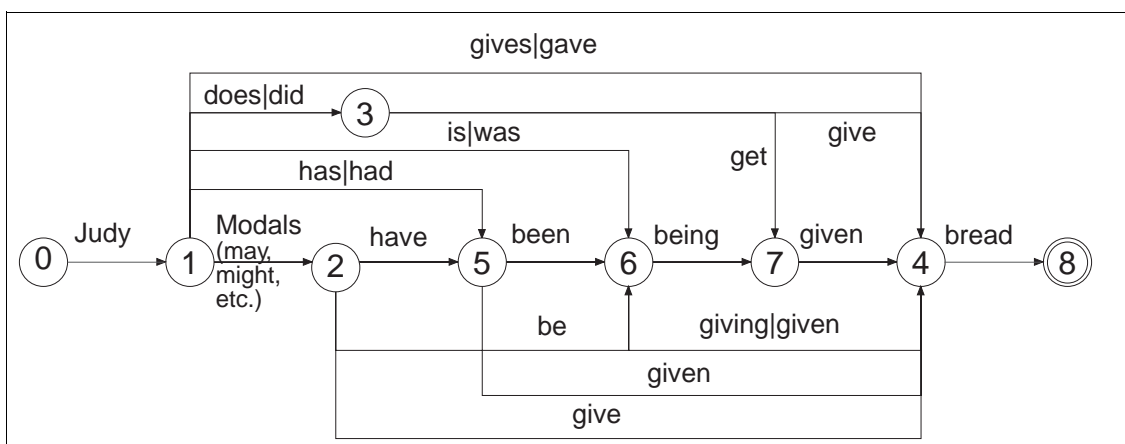 gives|gave
does|did
3
is|was
get
give
has|had
Judy
Modals
(may,
might,
etc.)
have
been
being
given
bread
0
1
2
5
6
7
4
8
be
giving|given
given
give